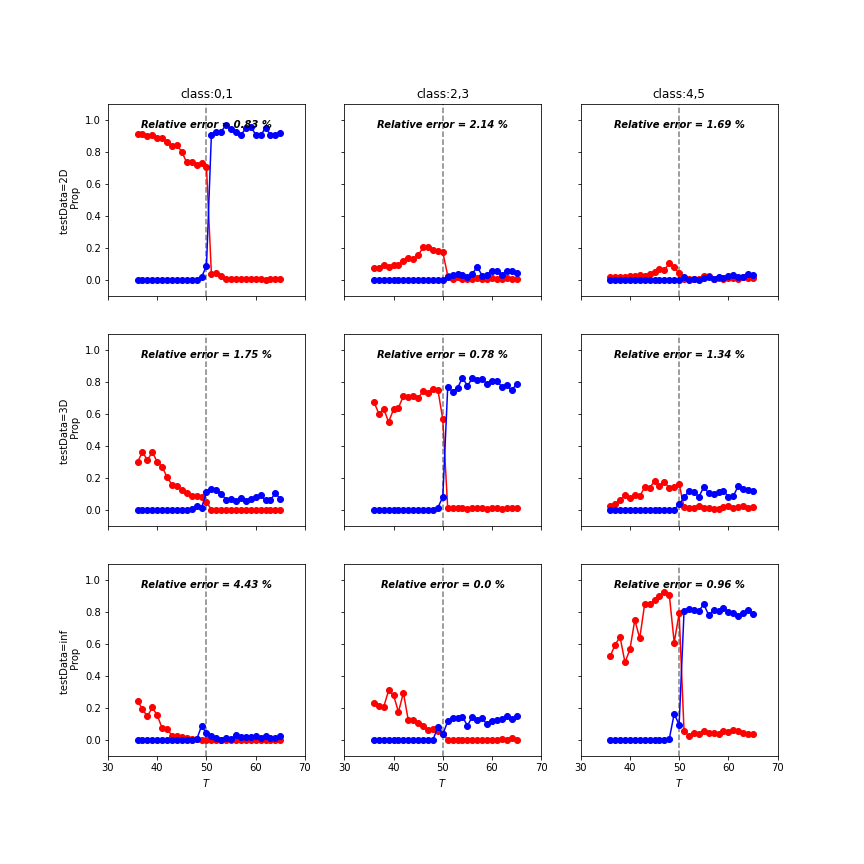 class:0,1 class:2,3 class:4,5
testData=2D
Prop
1.0
0.8
0.6
0.4
0.2
0.0
Relative error = 0.83 %
Relative error = 2.14 %
Relative error = 1.69 %
testData=3D
Prop
1.0
0.8
0.6
0.4
0.2
0.0
Relative error = 1.75 %
Relative error = 0.78 %
Relative error = 1.34 %
testData=inf
Prop
1.0
0.8
0.6
0.4
0.2
0.0
Relative error = 4.43 %
Relative error = 0.0 %
Relative error = 0.96 %
30 40 50 60 70
T
30 40 50 60 70
T
30 40 50 60 70
T